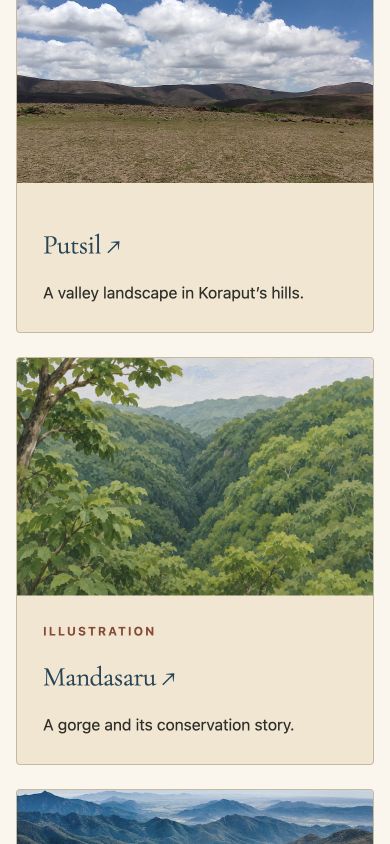 Putsil ↗
A valley landscape in Koraput’s hills.
ILLUSTRATION
Mandasaru ↗
A gorge and its conservation story.